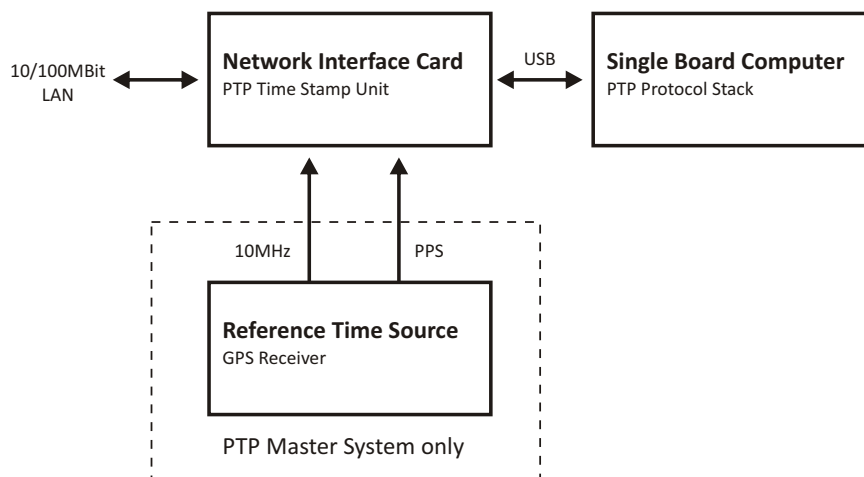 10/100MBit
LAN
Network Interface Card
PTP Time Stamp Unit
USB
Single Board Computer
PTP Protocol Stack
10MHz
PPS
Reference Time Source
GPS Receiver
PTP Master System only